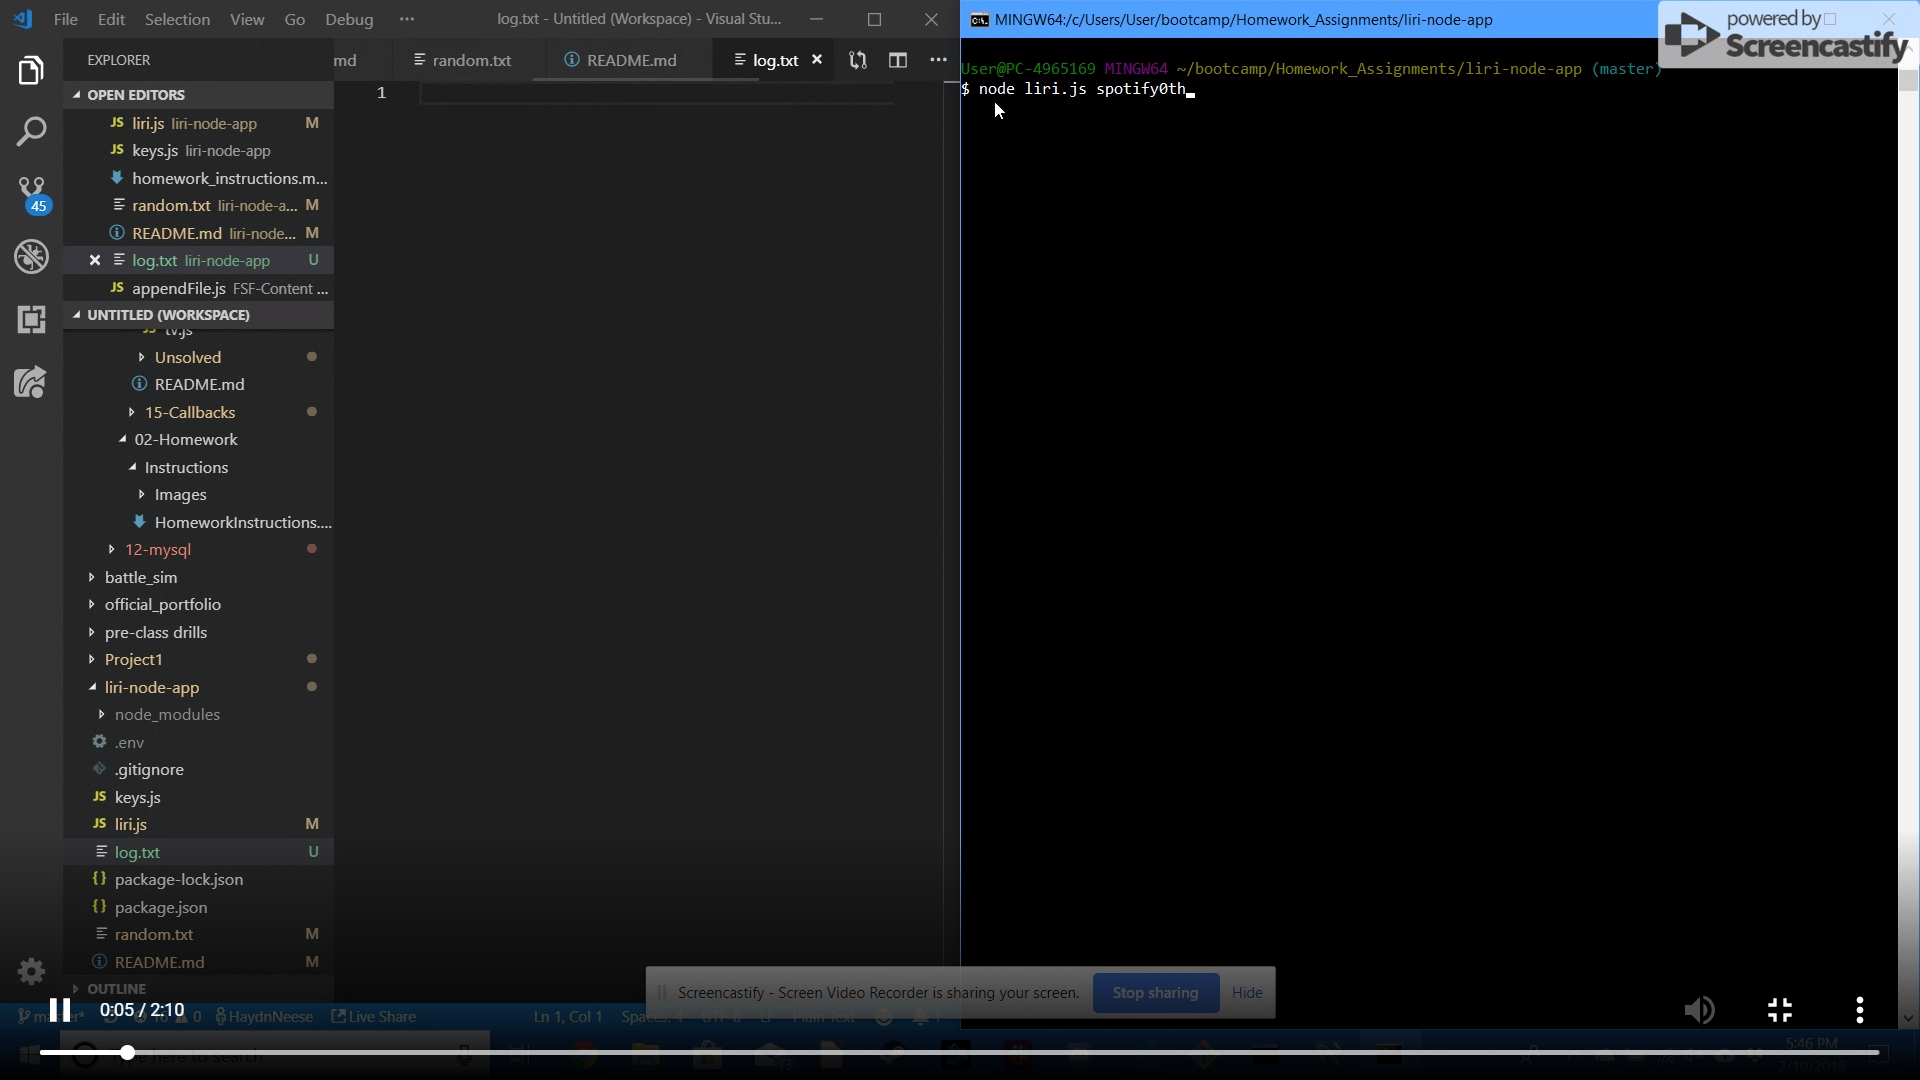 File Edit Selection View Go Debug ··· log.txt - Untitled (Workspace) - Visual Stu...
MINGW64:/c/Users/User/bootcamp/Homework_Assignments/liri-node-app
powered by
Screencastify
EXPLORER
md random.txt README.md log.txt
OPEN EDITORS
JS liri.js liri-node-app M
JS keys.js liri-node-app
homework_instructions.m...
random.txt liri-node-a... M
README.md liri-node... M
log.txt liri-node-app U
JS appendFile.js FSF-Content ...
45
UNTITLED (WORKSPACE)
JS tv.js
Unsolved
README.md
15-Callbacks
02-Homework
Instructions
Images
HomeworkInstructions....
12-mysql
battle_sim
official_portfolio
pre-class drills
Project1
liri-node-app
node_modules
.env
.gitignore
JS keys.js
JS liri.js M
log.txt U
{} package-lock.json
{} package.json
random.txt M
README.md M
OUTLINE
1
User@PC-4965169 MINGW64 ~/bootcamp/Homework_Assignments/liri-node-app (master)
$ node liri.js spotify0th
Screencastify - Screen Video Recorder is sharing your screen. Stop sharing Hide
0:05 / 2:10
HaydnNeese Live Share Ln 1, Col 1
here to search
5:46 PM